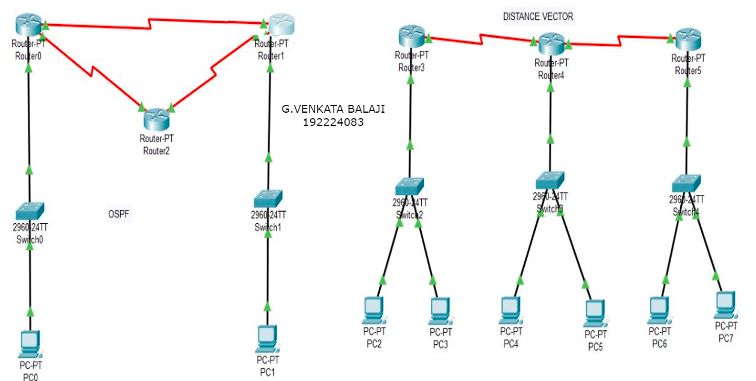 DISTANCE VECTOR
Router-PT
Router0
Router-PT
Router1
Router-PT
Router2
G.VENKATA BALAJI
192224083
OSPF
2960-24TT
Switch0
2960-24TT
Switch1
PC-PT
PC0
PC-PT
PC1
Router-PT
Router3
Router-PT
Router4
Router-PT
Router5
2960-24TT
Switch2
2960-24TT
Switch3
2960-24TT
Switch4
PC-PT
PC2
PC-PT
PC3
PC-PT
PC4
PC-PT
PC5
PC-PT
PC6
PC-PT
PC7